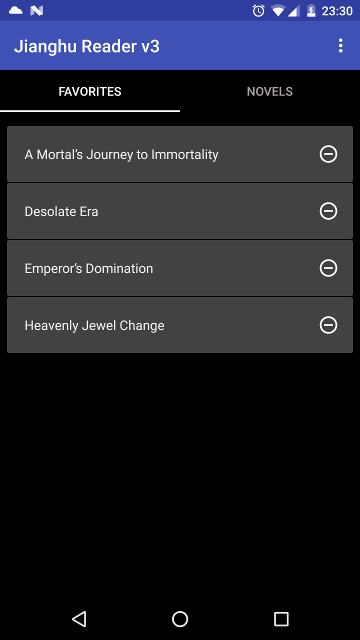 23:30
Jianghu Reader v3
FAVORITES
NOVELS
A Mortal's Journey to Immortality
Desolate Era
Emperor's Domination
Heavenly Jewel Change